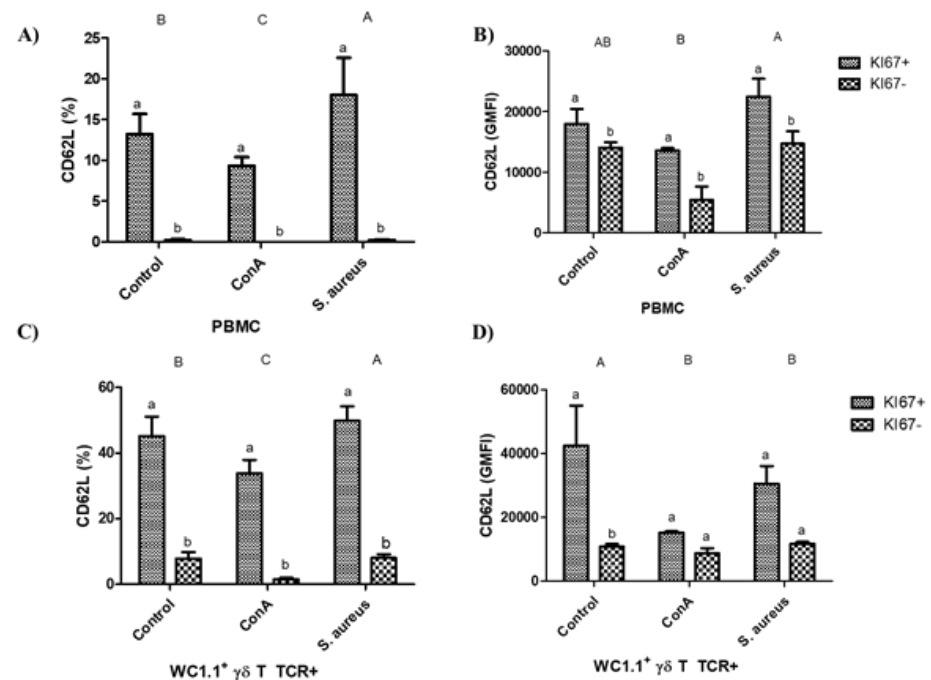 A)
B C A
25
20
15
10
5
0
CD62L (%)
a b a b a b
Control ConA S. aureus
PBMC
B)
AB B A
30000
20000
10000
0
CD62L (GMFI)
a b a b a b
Control ConA S. aureus
PBMC
KI67+
KI67-
C)
B C A
60
40
20
0
CD62L (%)
a b a b a b
Control ConA S. aureus
WC1.1⁺ γδ T TCR+
D)
A B B
60000
40000
20000
0
CD62L (GMFI)
a b a a a a
Control ConA S. aureus
WC1.1⁺ γδ T TCR+
KI67+
KI67-